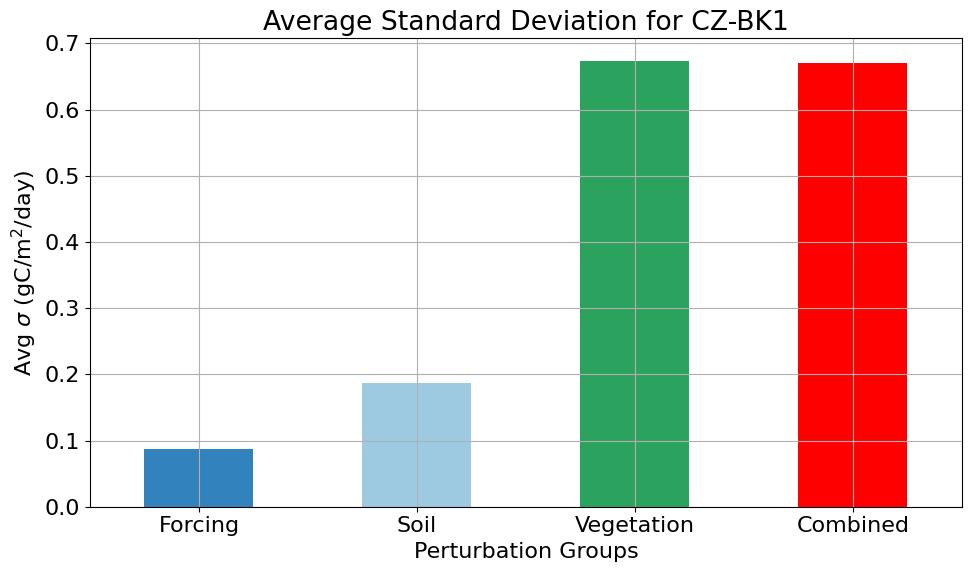 Average Standard Deviation for CZ-BK1
Avg σ (gC/m²/day)
0.7
0.6
0.5
0.4
0.3
0.2
0.1
0.0
Forcing Soil Vegetation Combined
Perturbation Groups